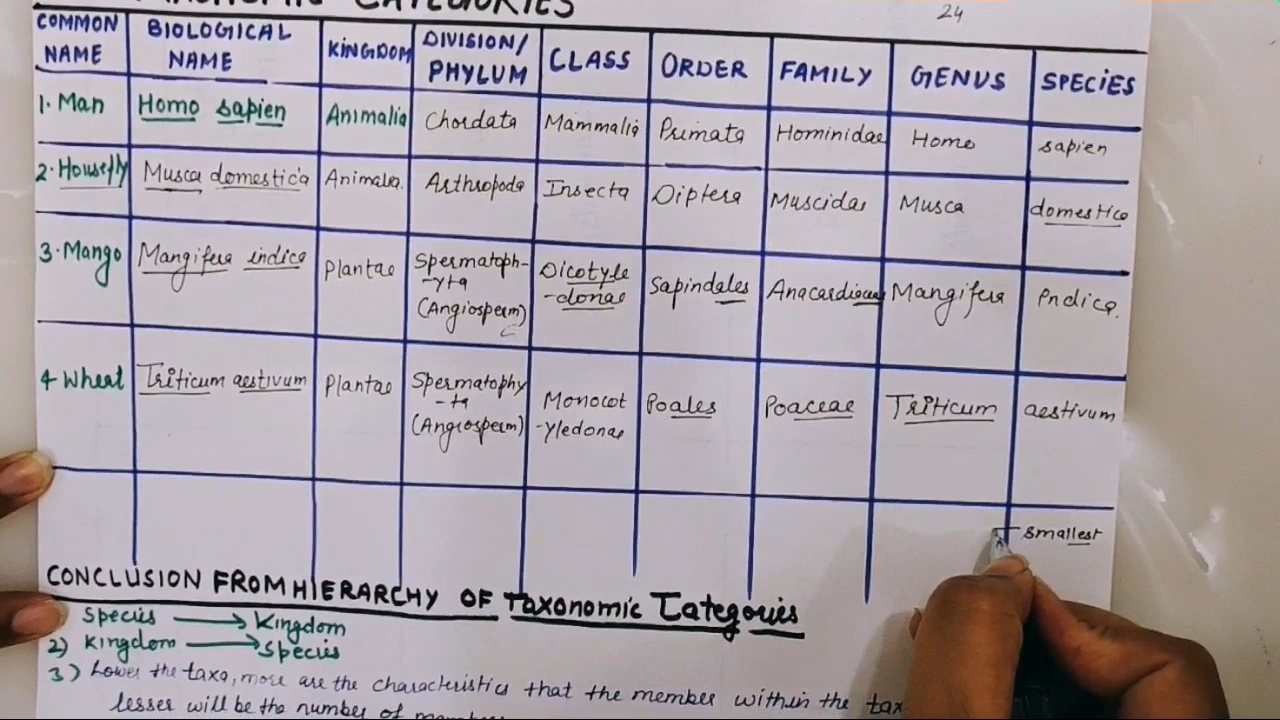 TAXONOMIC CATEGORIES
24
COMMON NAME BIOLOGICAL NAME KINGDOM DIVISION/ PHYLUM CLASS ORDER FAMILY GENUS SPECIES
1. Man Homo sapien Animalia Chordata Mammalia Primata Hominidae Homo sapien
2. Housefly Musca domestica Animalia. Arthropoda Insecta Diptera Muscidae Musca domestica
3. Mango Mangifera indica Plantae Spermatoph- -yta (Angiosperm) Dicotyle -donae Sapindales Anacardiaceae Mangifera Indica.
4 Wheat Triticum aestivum Plantae Spermatophy -ta (Angiosperm) Monocot -yledonae Poales Poaceae Triticum aestivum
smallest
CONCLUSION FROM HIERARCHY OF Taxonomic Categories
Species → Kingdom
2) Kingdom → Species
3) Lower the taxa, more are the characteristics that the member within the tax
lesser will be the number of